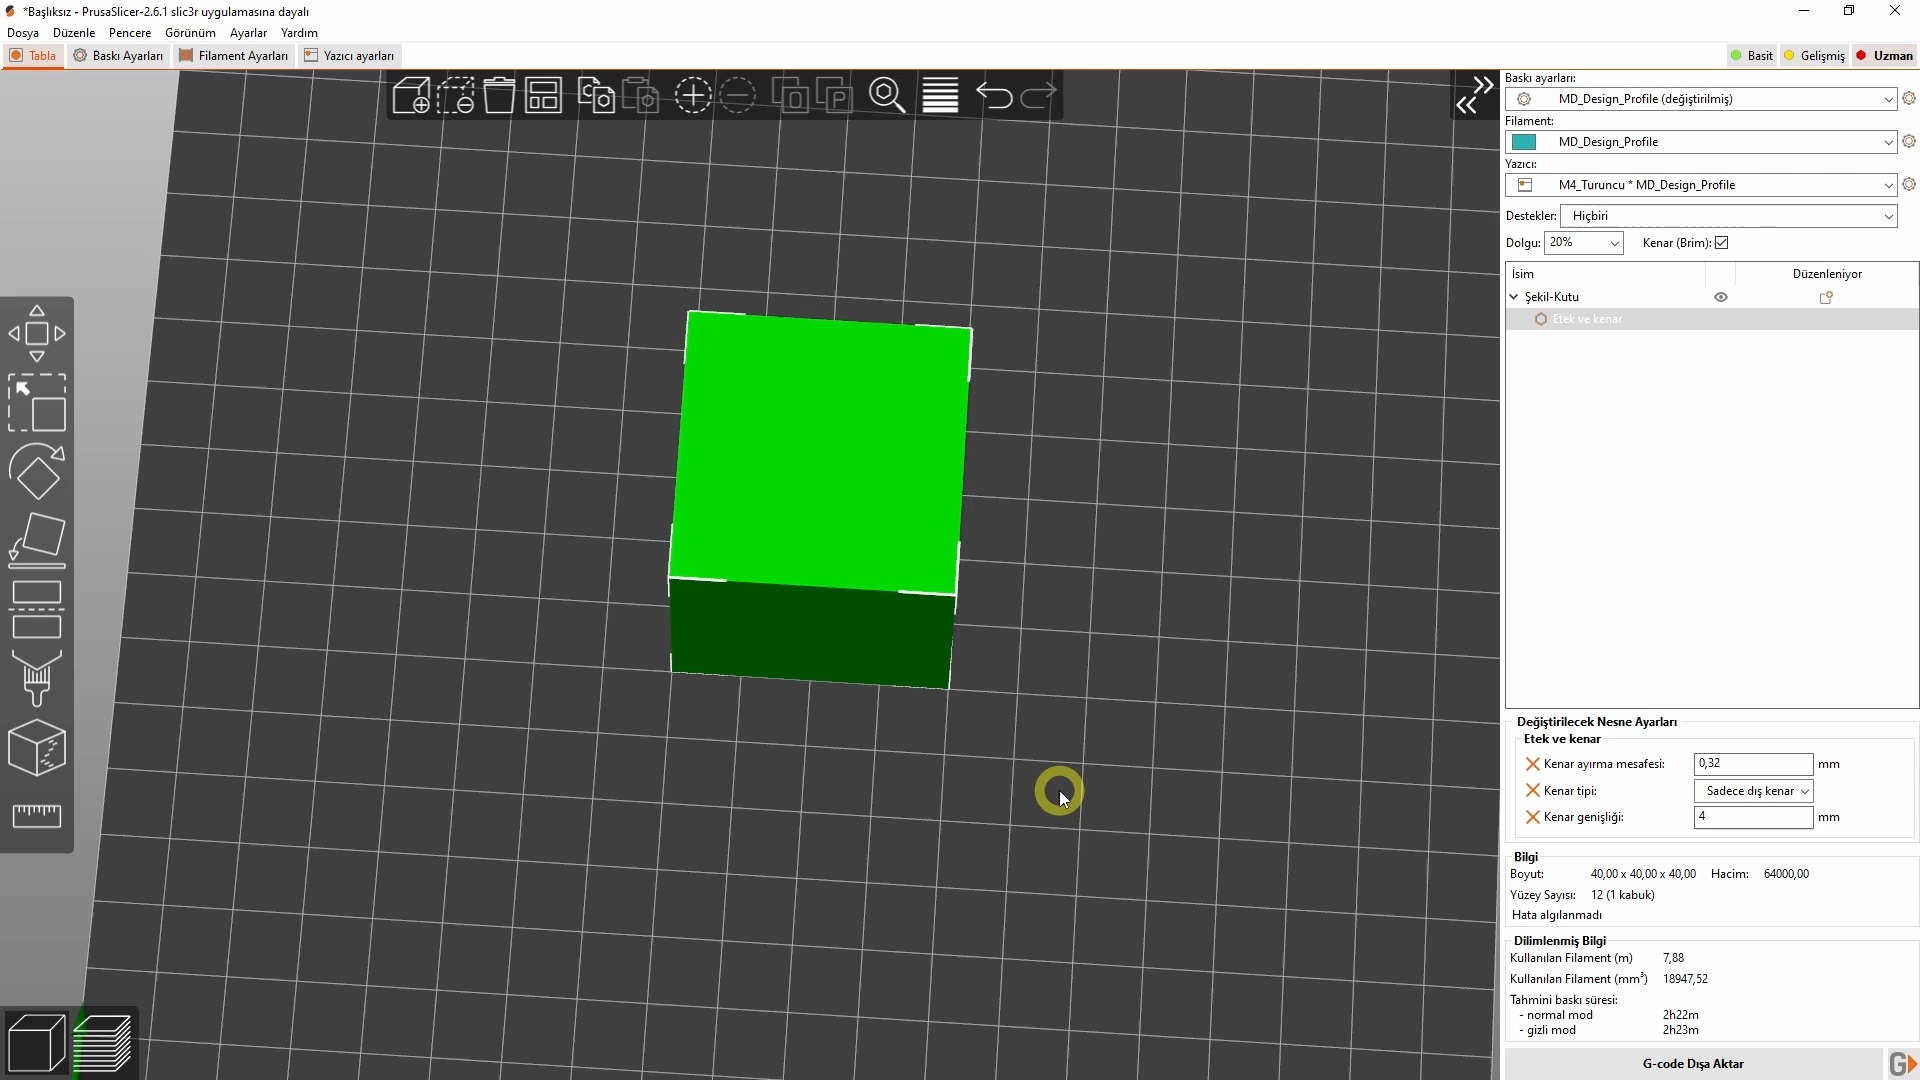 *Başlıksız - PrusaSlicer-2.6.1 slic3r uygulamasına dayalı
Dosya Düzenle Pencere Görünüm Ayarlar Yardım
Tabla Baskı Ayarları Filament Ayarları Yazıcı ayarları Basit Gelişmiş Uzman
Baskı ayarları:
MD_Design_Profile (değiştirilmiş)
Filament:
MD_Design_Profile
Yazıcı:
M4_Turuncu * MD_Design_Profile
Destekler: Hiçbiri
Dolgu: 20% Kenar (Brim):
İsim Düzenleniyor
Şekil-Kutu
Etek ve kenar
Değiştirilecek Nesne Ayarları
Etek ve kenar
Kenar ayırma mesafesi: 0,32 mm
Kenar tipi: Sadece dış kenar
Kenar genişliği: 4 mm
Bilgi
Boyut: 40,00 x 40,00 x 40,00 Hacim: 64000,00
Yüzey Sayısı: 12 (1 kabuk)
Hata algılanmadı
Dilimlenmiş Bilgi
Kullanılan Filament (m) 7,88
Kullanılan Filament (mm³) 18947,52
Tahmini baskı süresi:
- normal mod 2h22m
- gizli mod 2h23m
G-code Dışa Aktar G